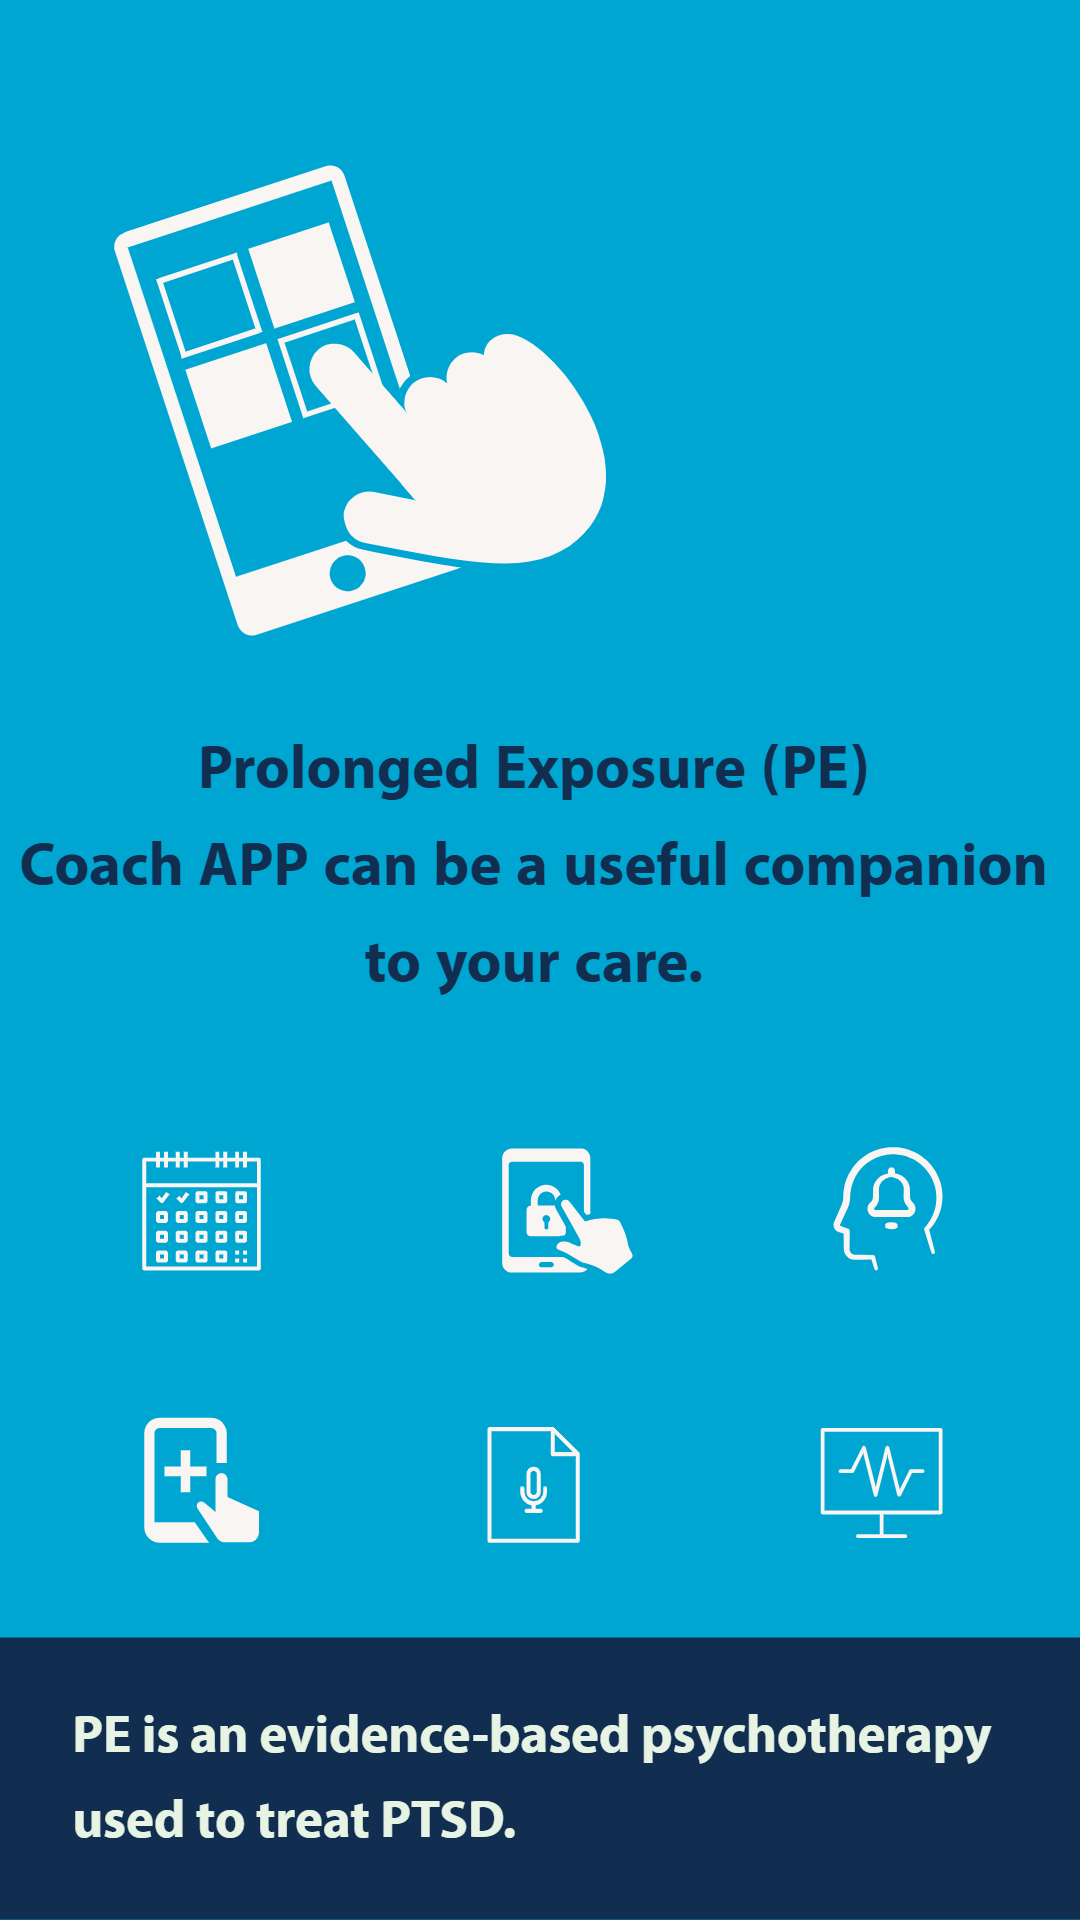 Prolonged Exposure (PE)
Coach APP can be a useful companion
to your care.
PE is an evidence-based psychotherapy
used to treat PTSD.